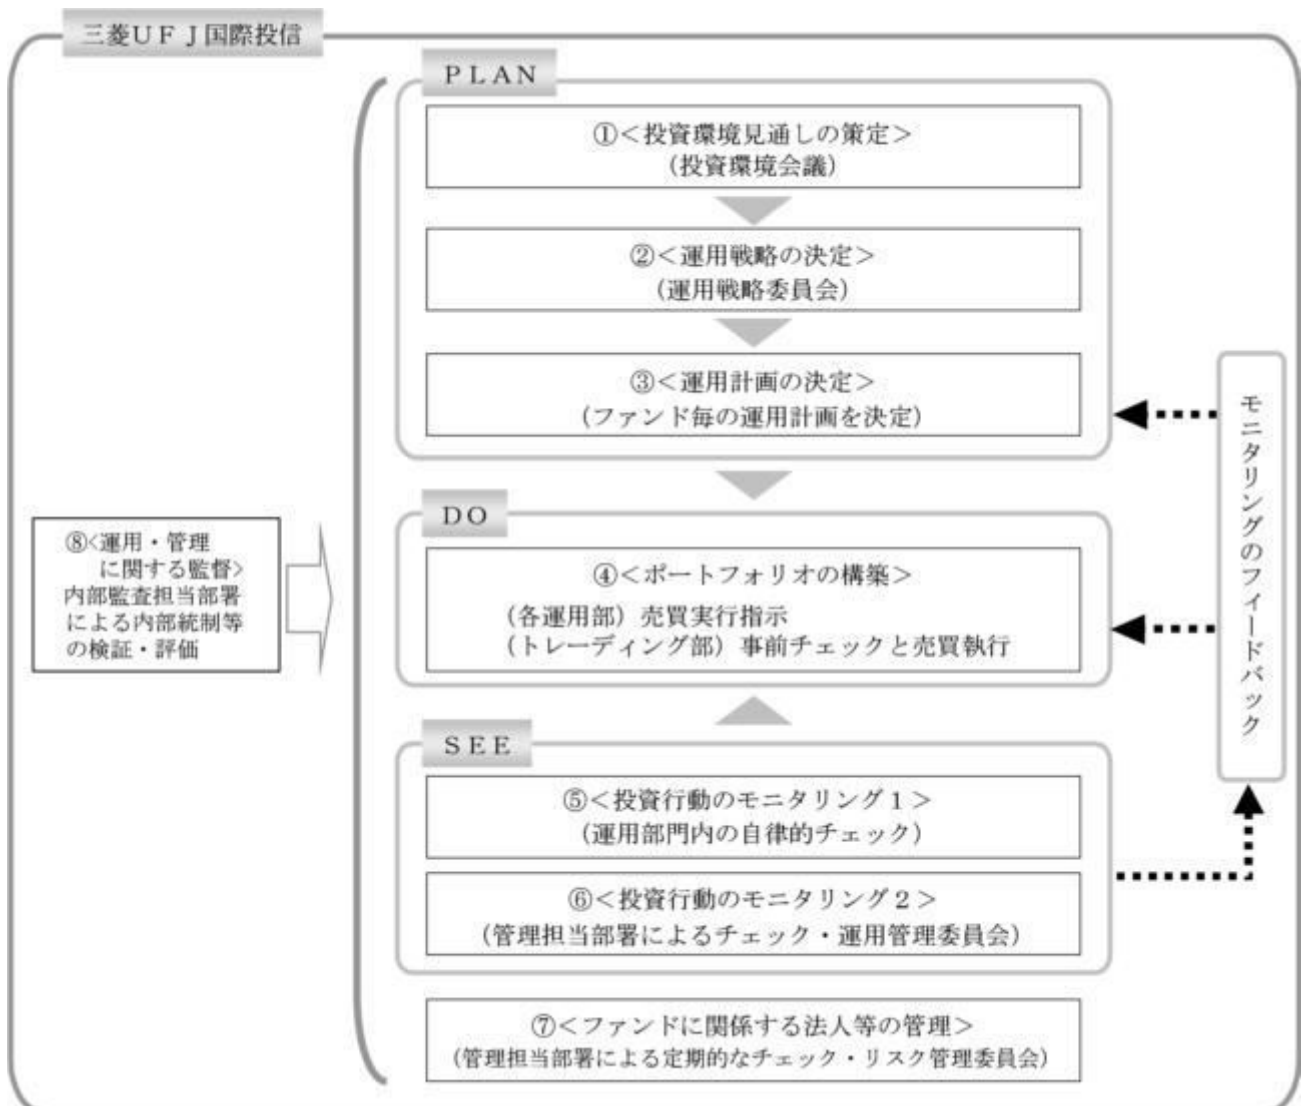 三菱ＵＦＪ国際投信
ＰＬＡＮ
①＜投資環境見通しの策定＞
（投資環境会議）
②＜運用戦略の決定＞
（運用戦略委員会）
③＜運用計画の決定＞
（ファンド毎の運用計画を決定）
ＤＯ
④＜ポートフォリオの構築＞
（各運用部）売買実行指示
（トレーディング部）事前チェックと売買執行
ＳＥＥ
⑤＜投資行動のモニタリング１＞
（運用部門内の自律的チェック）
⑥＜投資行動のモニタリング２＞
（管理担当部署によるチェック・運用管理委員会）
⑦＜ファンドに関係する法人等の管理＞
（管理担当部署による定期的なチェック・リスク管理委員会）
⑧<運用・管理
に関する監督>
内部監査担当部署
による内部統制等
の検証・評価
モニタリングのフィードバック